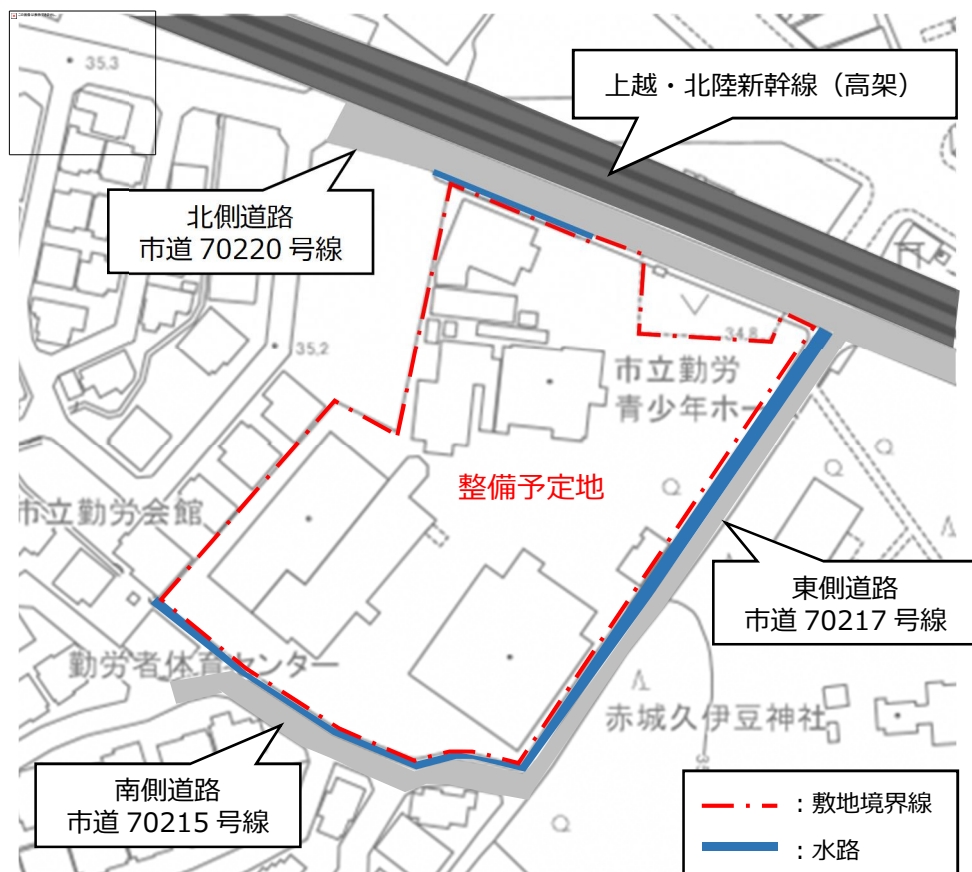 35.3
上越・北陸新幹線（高架）
北側道路
市道 70220 号線
34.8
35.2
市立勤労
青少年ホー
整備予定地
市立勤労会館
東側道路
市道 70217 号線
勤労者体育センター
赤城久伊豆神社
南側道路
市道 70215 号線
：敷地境界線
：水路